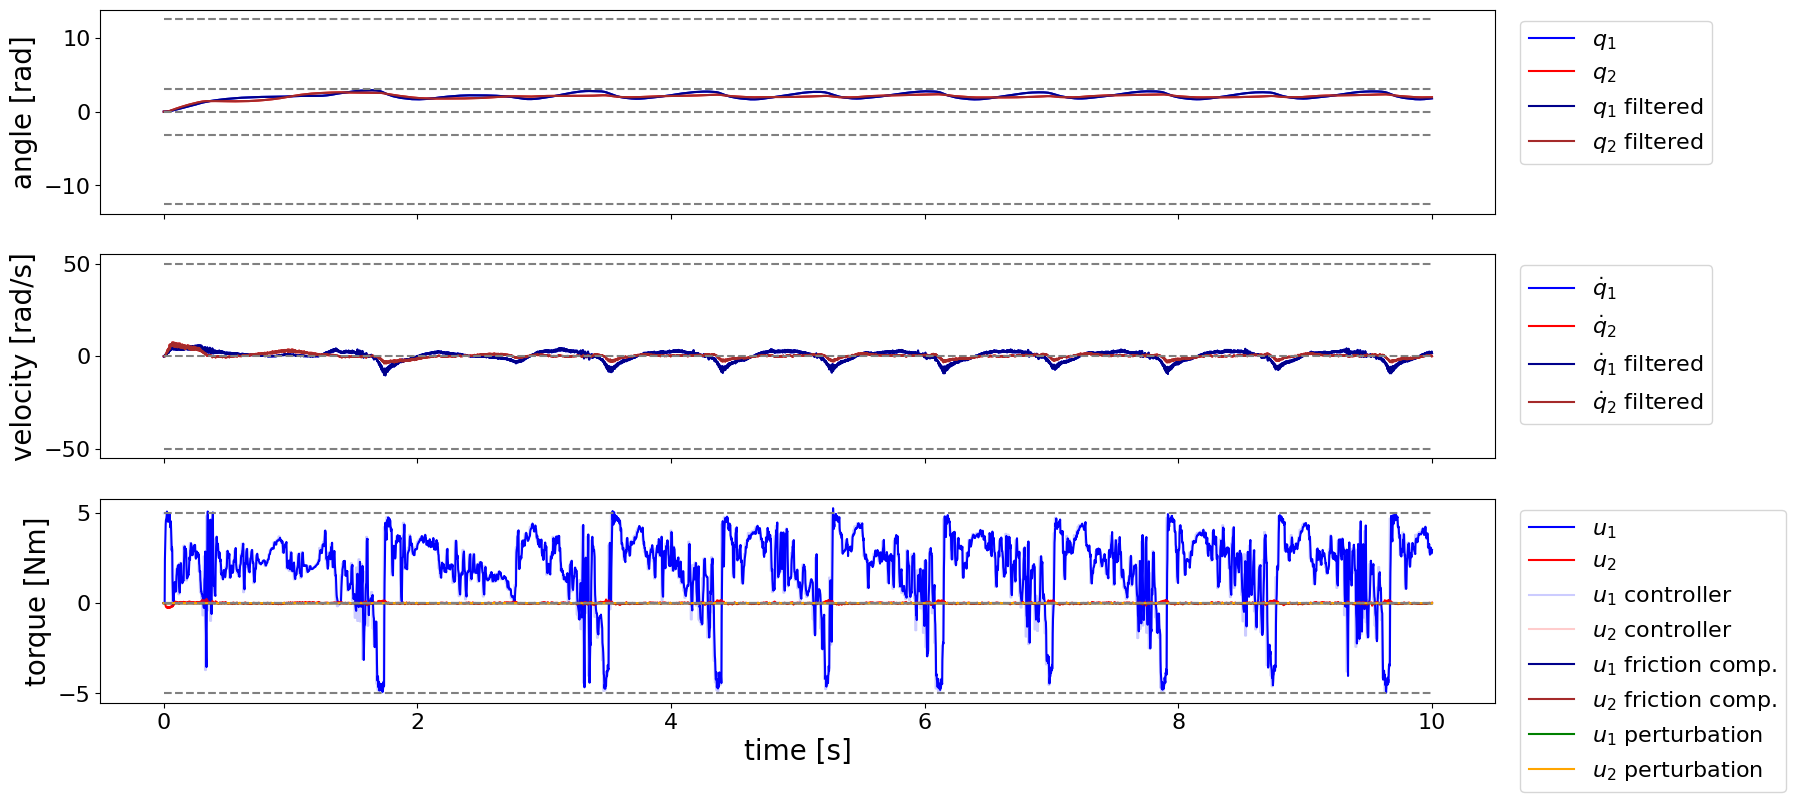 angle [rad]
10
0
−10
q₁
q₂
q₁ filtered
q₂ filtered
velocity [rad/s]
50
0
−50
q̇₁
q̇₂
q̇₁ filtered
q̇₂ filtered
torque [Nm]
5
0
−5
0 2 4 6 8 10
time [s]
u₁
u₂
u₁ controller
u₂ controller
u₁ friction comp.
u₂ friction comp.
u₁ perturbation
u₂ perturbation